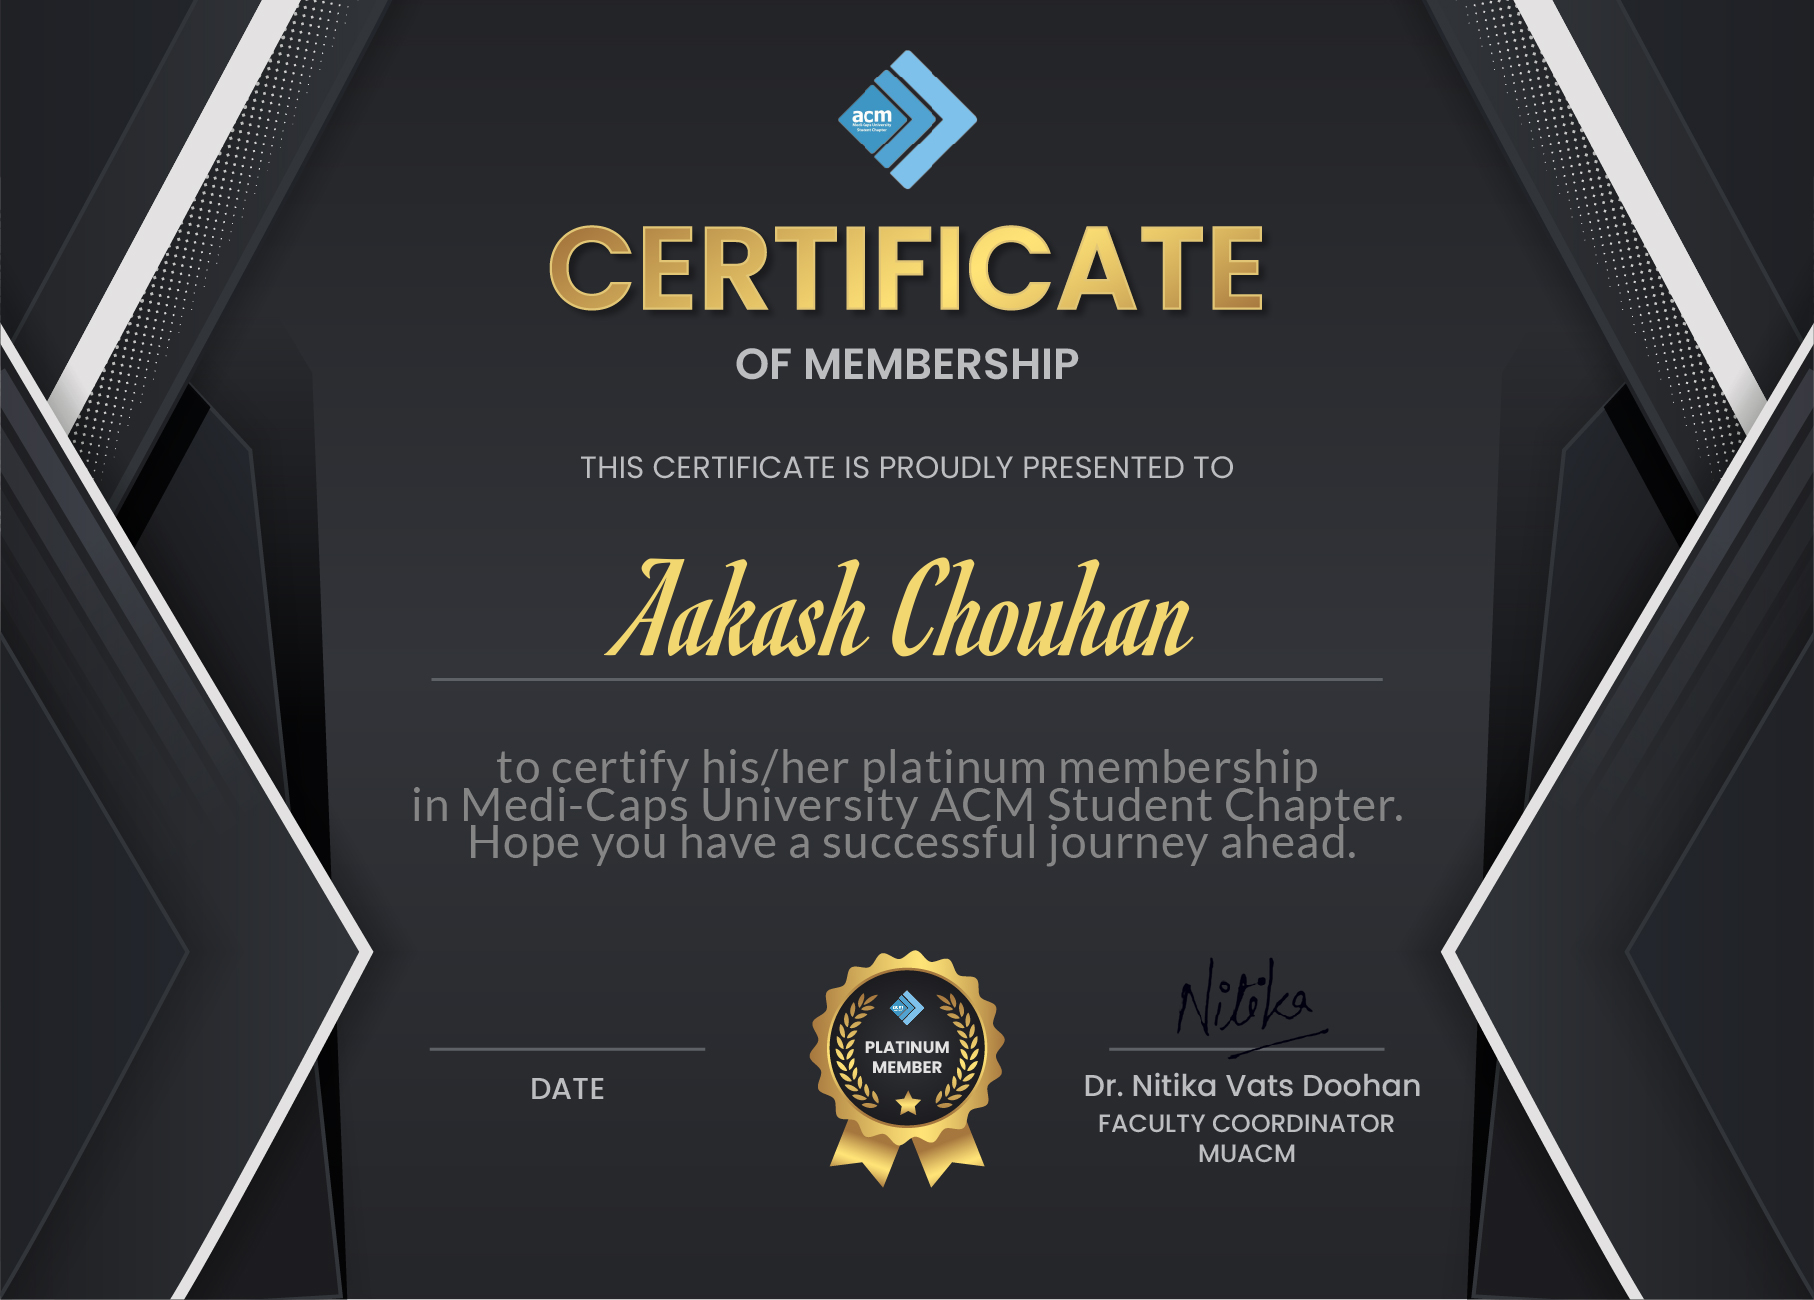 acm
Medi-Caps University
Student Chapter
CERTIFICATE
OF MEMBERSHIP
THIS CERTIFICATE IS PROUDLY PRESENTED TO
Aakash Chouhan
to certify his/her platinum membership
in Medi-Caps University ACM Student Chapter.
Hope you have a successful journey ahead.
PLATINUM
MEMBER
DATE
Nitika
Dr. Nitika Vats Doohan
FACULTY COORDINATOR
MUACM